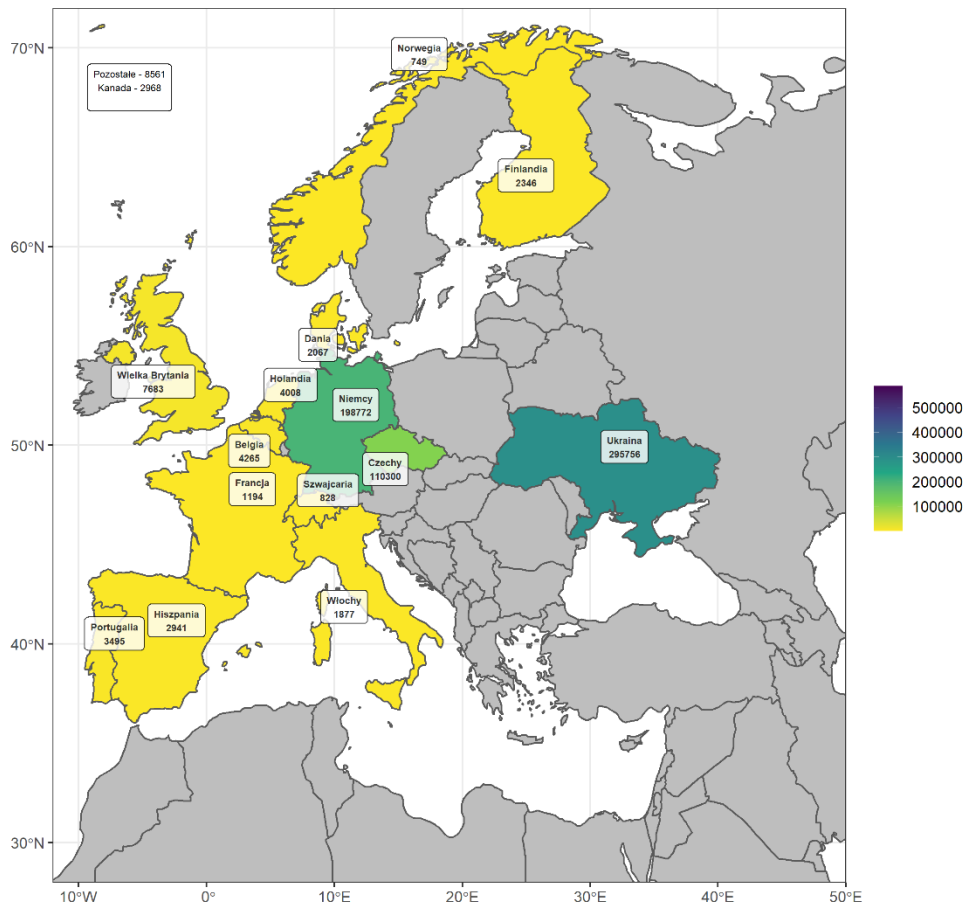 70°N
60°N
50°N
40°N
30°N
Pozostałe - 8561
Kanada - 2968
Norwegia
749
Finlandia
2346
Dania
2067
Wielka Brytania
7683
Holandia
4008
Niemcy
198772
Ukraina
295756
Belgia
4265
Czechy
110300
Francja
1194
Szwajcaria
828
Włochy
1877
Hiszpania
2941
Portugalia
3495
500000
400000
300000
200000
100000
10°W
0°
10°E
20°E
30°E
40°E
50°E